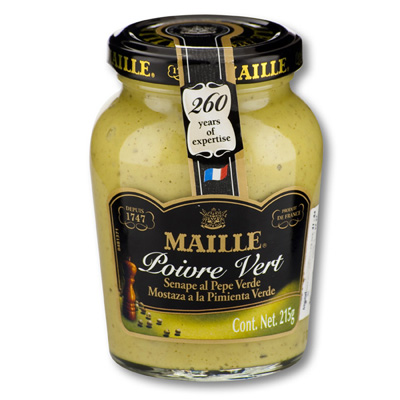 AILLE
MAILLE
260
years
of
expertise
DEPUIS
1747
PRODUIT
DE FRANCE
MAILLE®
Poivre Vert
Senape al Pepe Verde
Mostaza a la Pimienta Verde
Cont. Net. 215g